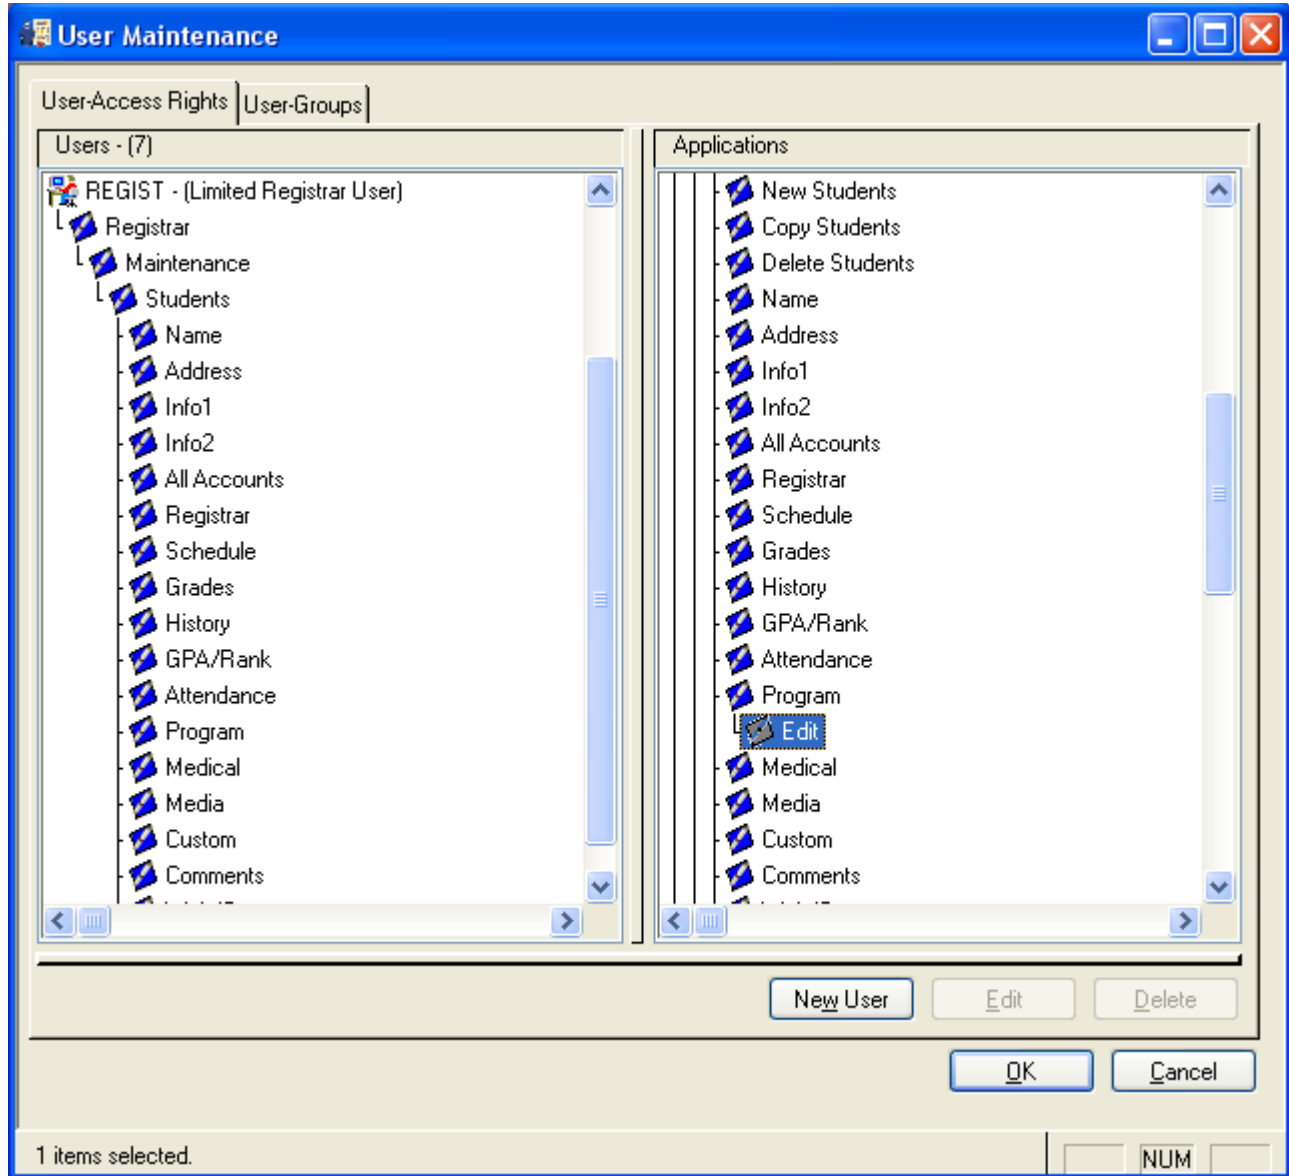 User Maintenance
User-Access Rights User-Groups
Users - (7)
REGIST - (Limited Registrar User)
Registrar
Maintenance
Students
Name
Address
Info1
Info2
All Accounts
Registrar
Schedule
Grades
History
GPA/Rank
Attendance
Program
Medical
Media
Custom
Comments
Applications
New Students
Copy Students
Delete Students
Name
Address
Info1
Info2
All Accounts
Registrar
Schedule
Grades
History
GPA/Rank
Attendance
Program
Edit
Medical
Media
Custom
Comments
New User Edit Delete
OK Cancel
1 items selected. NUM